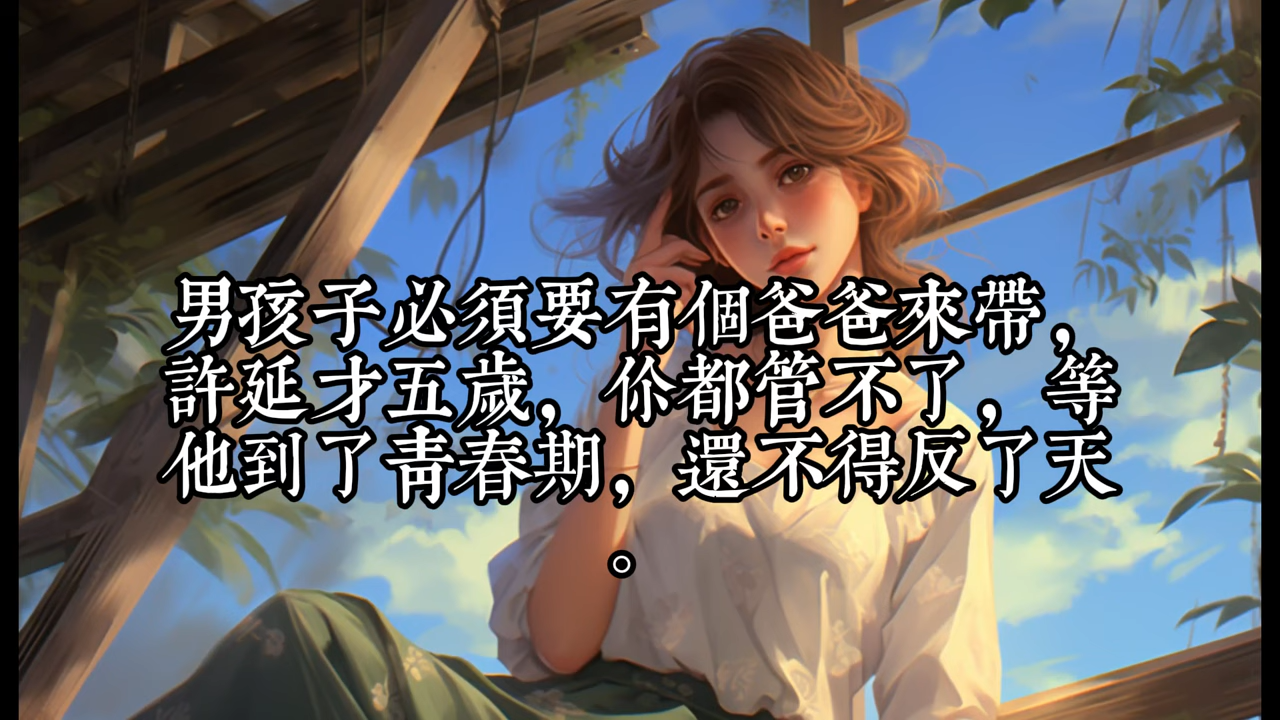 男孩子必須要有個爸爸來帶，
許延才五歲，你都管不了，等
他到了青春期，還不得反了天
。